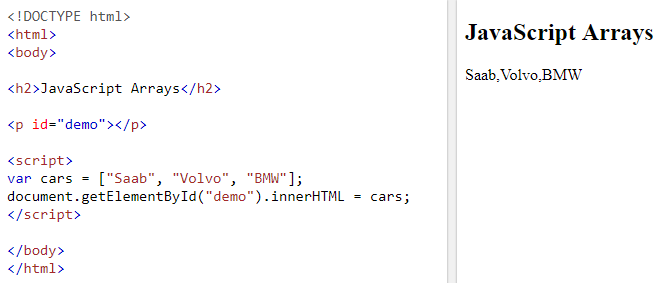 <!DOCTYPE html>
<html>
<body>
<h2>JavaScript Arrays</h2>
<p id="demo"></p>
<script>
var cars = ["Saab", "Volvo", "BMW"];
document.getElementById("demo").innerHTML = cars;
</script>
</body>
</html>
JavaScript Arrays
Saab,Volvo,BMW